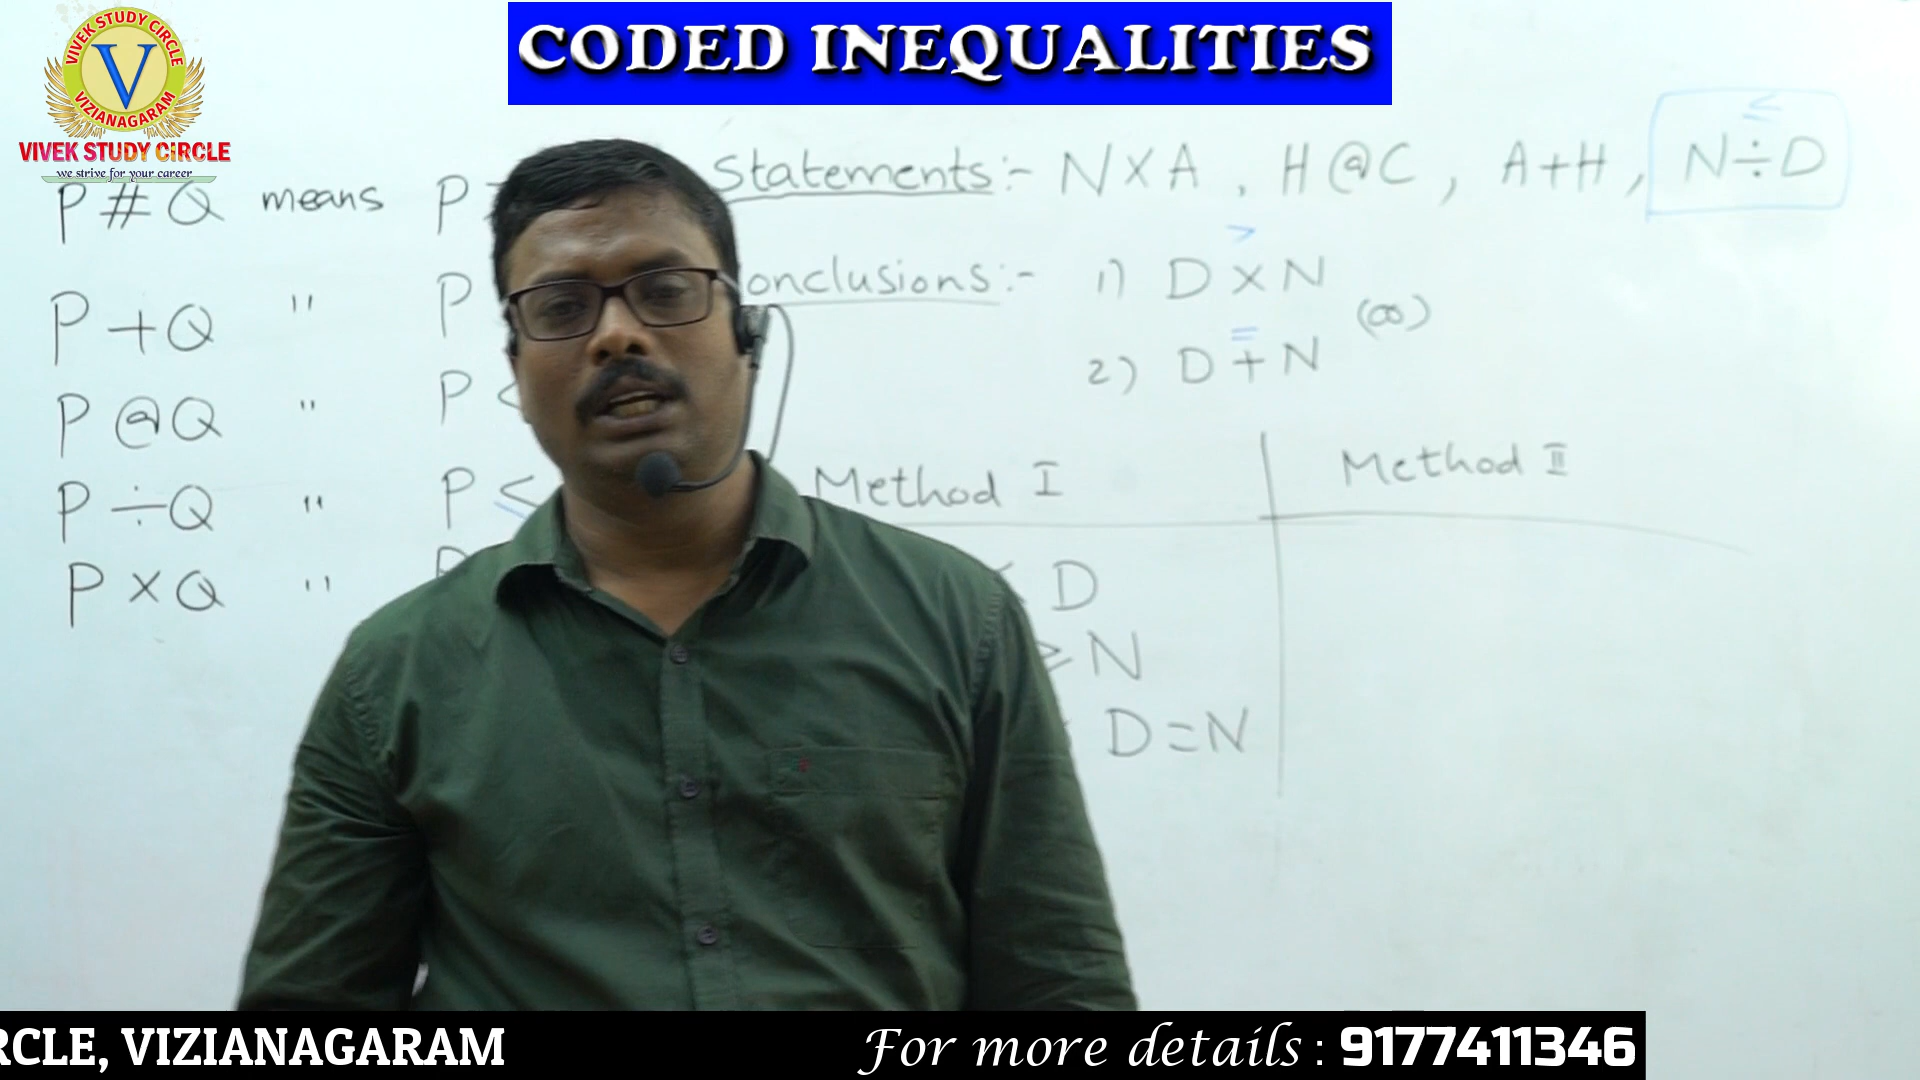 CODED INEQUALITIES
VIVEK STUDY CIRCLE
V
VIZIANAGARAM
VIVEK STUDY CIRCLE
we strive for your career
P # Q means P
P + Q " P
P @ Q " P <
P ÷ Q " P ≤
P × Q "
Statements :- N × A , H @ C , A + H , N ÷ D
≤
>
onclusions :- 1) D × N
(or)
=
2) D + N
Method I
Method II
D
≥ N
D = N
RCLE, VIZIANAGARAM
For more details : 9177411346